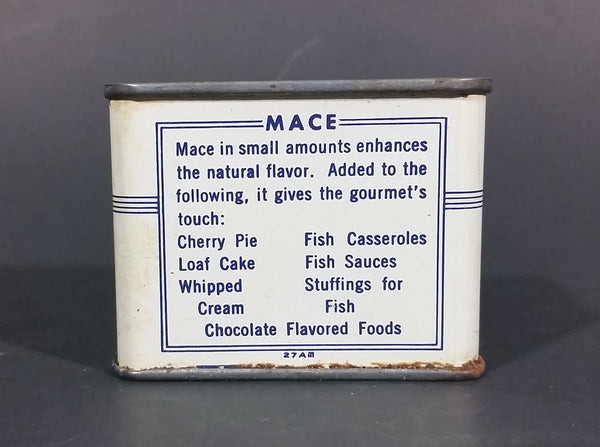 MACE
Mace in small amounts enhances
the natural flavor. Added to the
following, it gives the gourmet's
touch:
Cherry Pie Fish Casseroles
Loaf Cake Fish Sauces
Whipped Stuffings for
Cream Fish
Chocolate Flavored Foods
27AM